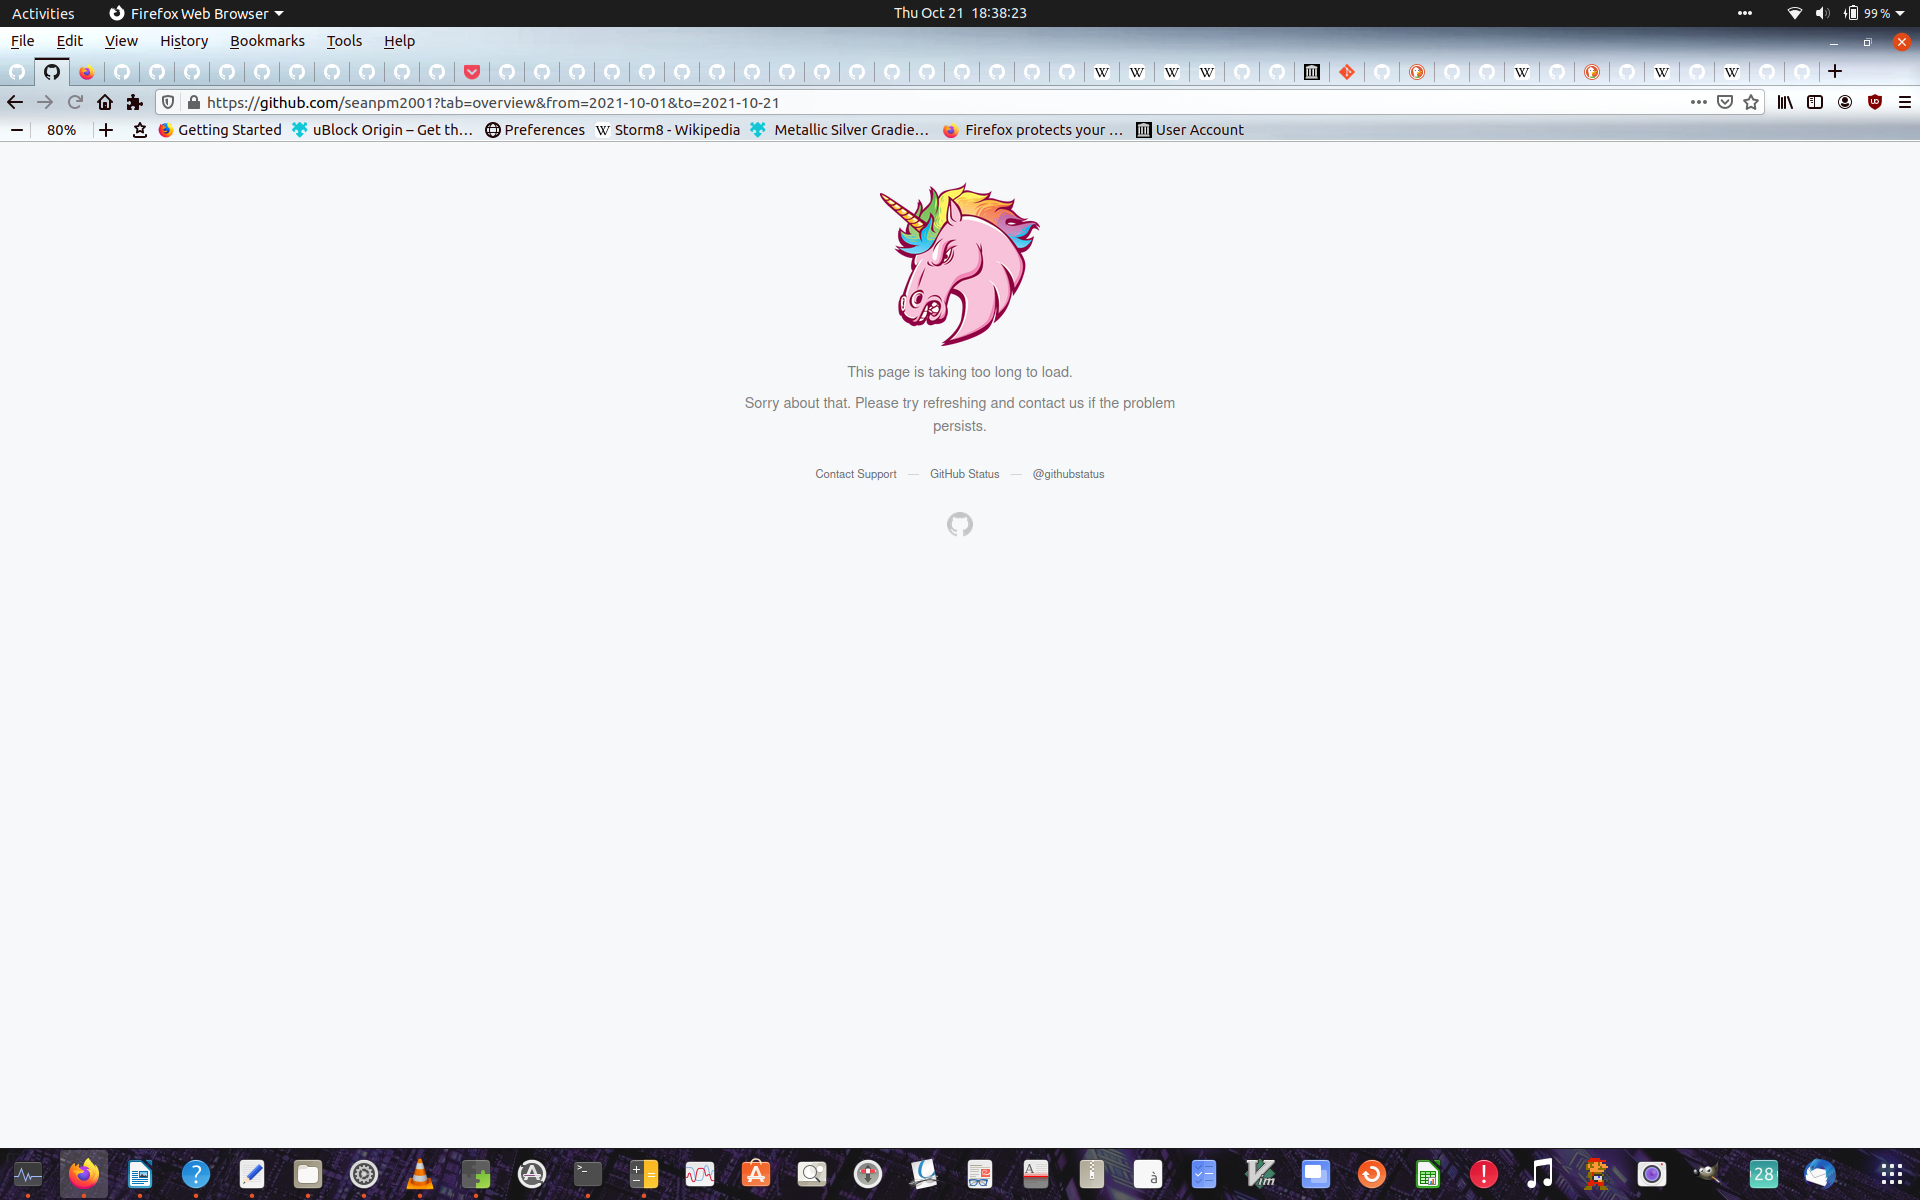 Activities Firefox Web Browser Thu Oct 21 18:38:23 99 %
File Edit View History Bookmarks Tools Help
https://github.com/seanpm2001?tab=overview&from=2021-10-01&to=2021-10-21
80% Getting Started uBlock Origin – Get th… Preferences Storm8 - Wikipedia Metallic Silver Gradie… Firefox protects your … User Account
This page is taking too long to load.
Sorry about that. Please try refreshing and contact us if the problem
persists.
Contact Support — GitHub Status — @githubstatus
28